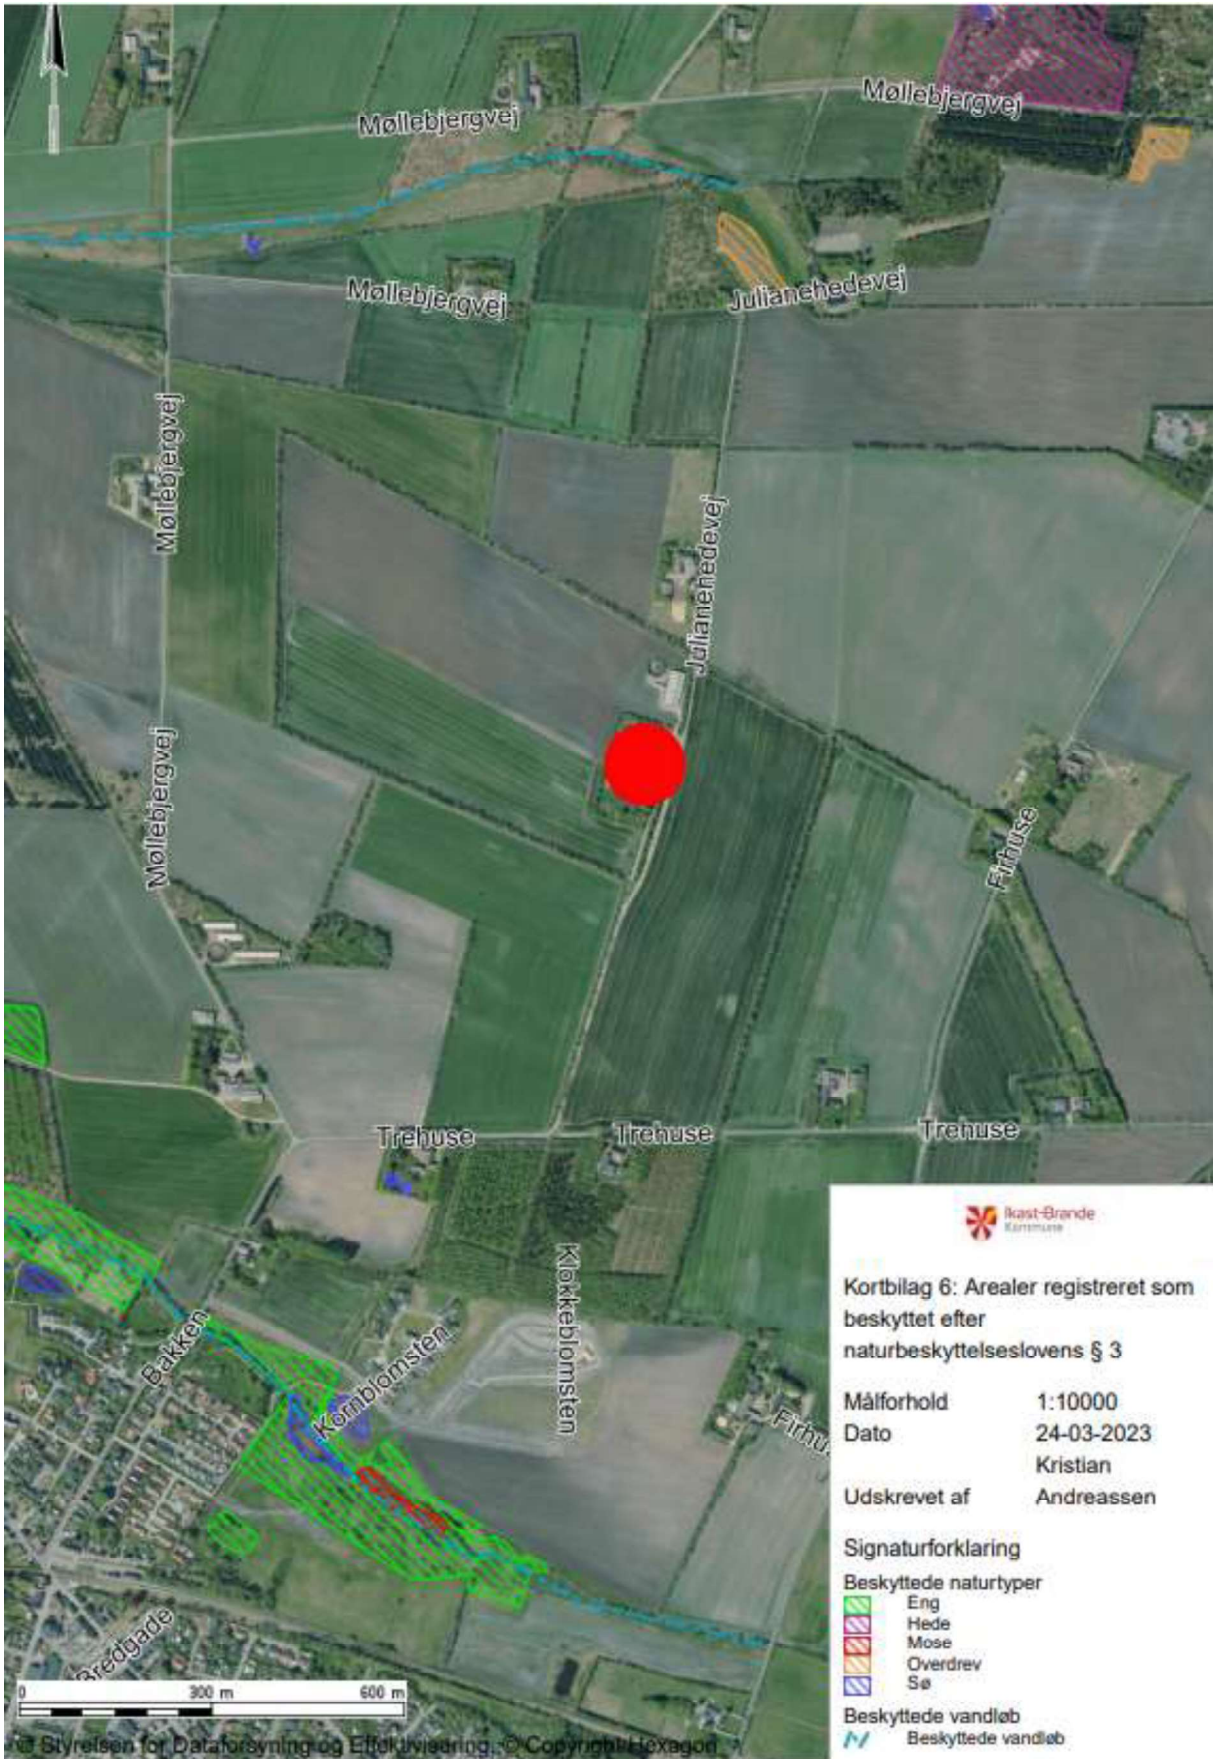 Møllebjergvej
Møllebjergvej
Møllebjergvej
Julianehedevej
Møllebjergvej
Julianehedevej
Møllebjergvej
Firhuse
Trehuse
Trehuse
Trehuse
Klokkeblomsten
Bakken
Kornblomsten
Firhu
Bredgade
0 300 m 600 m
© Styrelsen for Dataforsyning og Effektivisering, © Copyright Hexagon
Ikast-Brande
Kommune
Kortbilag 6: Arealer registreret som
beskyttet efter
naturbeskyttelseslovens § 3
Målforhold 1:10000
Dato 24-03-2023
Kristian
Udskrevet af Andreassen
Signaturforklaring
Beskyttede naturtyper
Eng
Hede
Mose
Overdrev
Sø
Beskyttede vandløb
Beskyttede vandløb